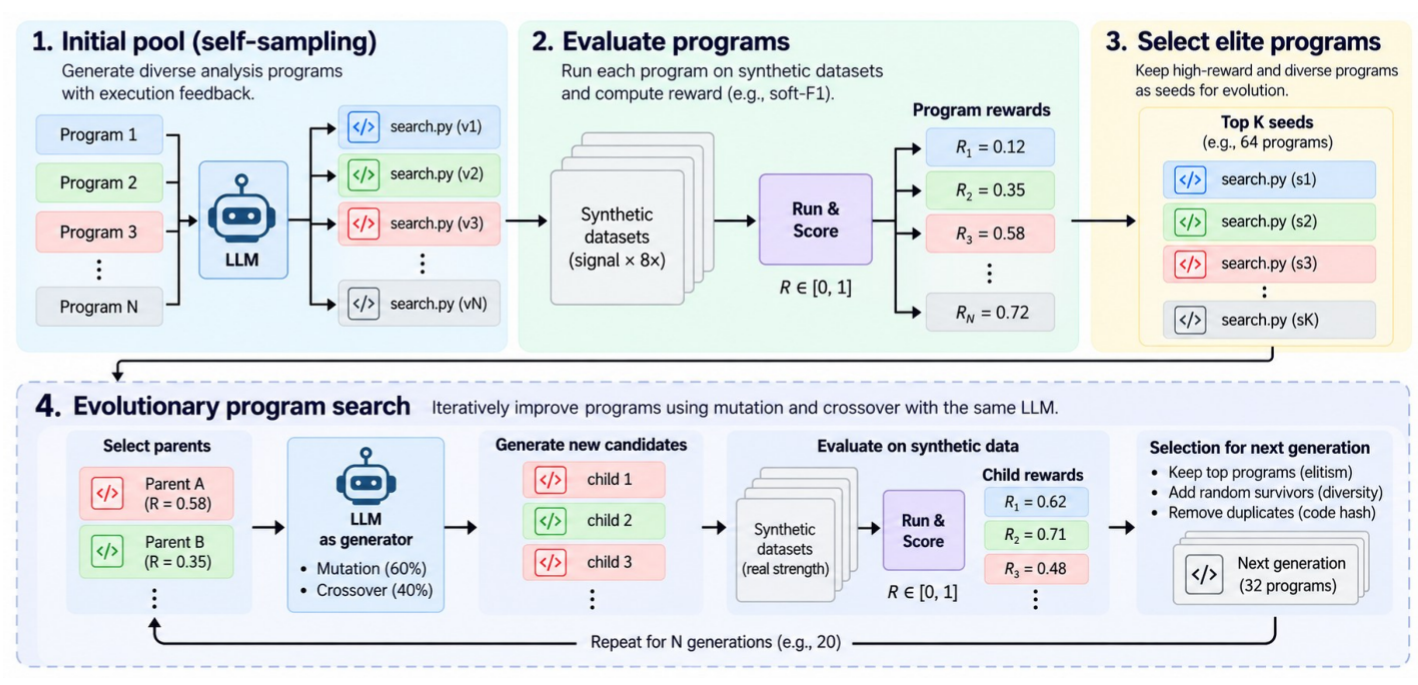 1. Initial pool (self-sampling)
Generate diverse analysis programs
with execution feedback.
Program 1
Program 2
Program 3
Program N
LLM
</> search.py (v1)
</> search.py (v2)
</> search.py (v3)
</> search.py (vN)
2. Evaluate programs
Run each program on synthetic datasets
and compute reward (e.g., soft-F1).
Synthetic
datasets
(signal × 8x)
Run &
Score
R ∈ [0, 1]
Program rewards
R₁ = 0.12
R₂ = 0.35
R₃ = 0.58
R_N = 0.72
3. Select elite programs
Keep high-reward and diverse programs
as seeds for evolution.
Top K seeds
(e.g., 64 programs)
</> search.py (s1)
</> search.py (s2)
</> search.py (s3)
</> search.py (sK)
4. Evolutionary program search
Iteratively improve programs using mutation and crossover with the same LLM.
Select parents
</> Parent A
(R = 0.58)
</> Parent B
(R = 0.35)
LLM
as generator
• Mutation (60%)
• Crossover (40%)
Generate new candidates
</> child 1
</> child 2
</> child 3
Evaluate on synthetic data
Synthetic
datasets
(real strength)
Run &
Score
R ∈ [0, 1]
Child rewards
R₁ = 0.62
R₂ = 0.71
R₃ = 0.48
Selection for next generation
• Keep top programs (elitism)
• Add random survivors (diversity)
• Remove duplicates (code hash)
</> Next generation
(32 programs)
Repeat for N generations (e.g., 20)